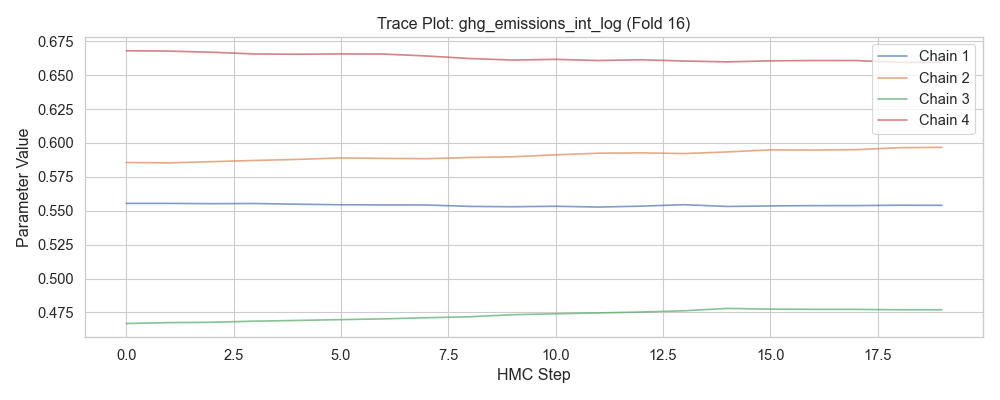 Trace Plot: ghg_emissions_int_log (Fold 16)
Parameter Value
0.675
0.650
0.625
0.600
0.575
0.550
0.525
0.500
0.475
Chain 1
Chain 2
Chain 3
Chain 4
0.0 2.5 5.0 7.5 10.0 12.5 15.0 17.5
HMC Step